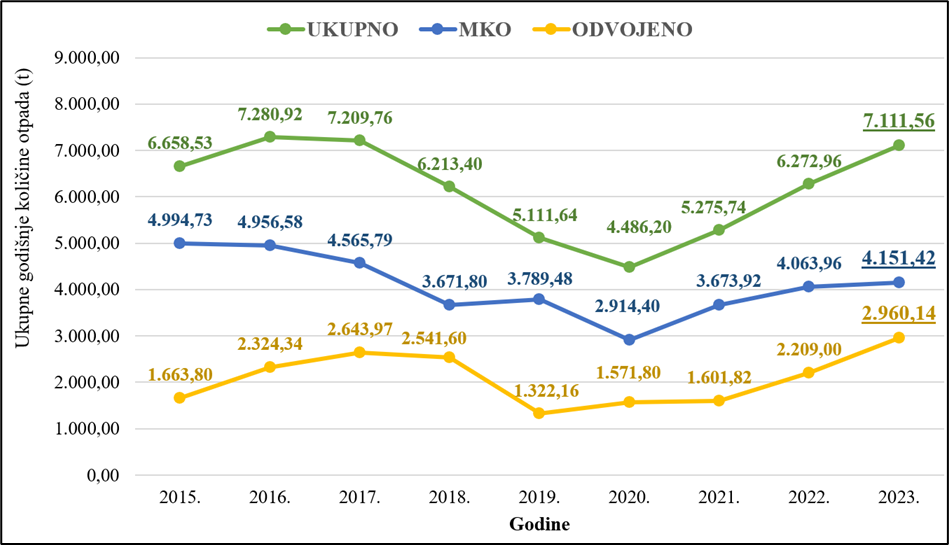 UKUPNO MKO ODVOJENO
Ukupne godišnje količine otpada (t)
9.000,00
8.000,00
7.000,00
6.000,00
5.000,00
4.000,00
3.000,00
2.000,00
1.000,00
0,00
6.658,53 7.280,92 7.209,76 6.213,40 5.111,64 4.486,20 5.275,74 6.272,96 7.111,56
4.994,73 4.956,58 4.565,79 3.671,80 3.789,48 2.914,40 3.673,92 4.063,96 4.151,42
1.663,80 2.324,34 2.643,97 2.541,60 1.322,16 1.571,80 1.601,82 2.209,00 2.960,14
2015. 2016. 2017. 2018. 2019. 2020. 2021. 2022. 2023.
Godine